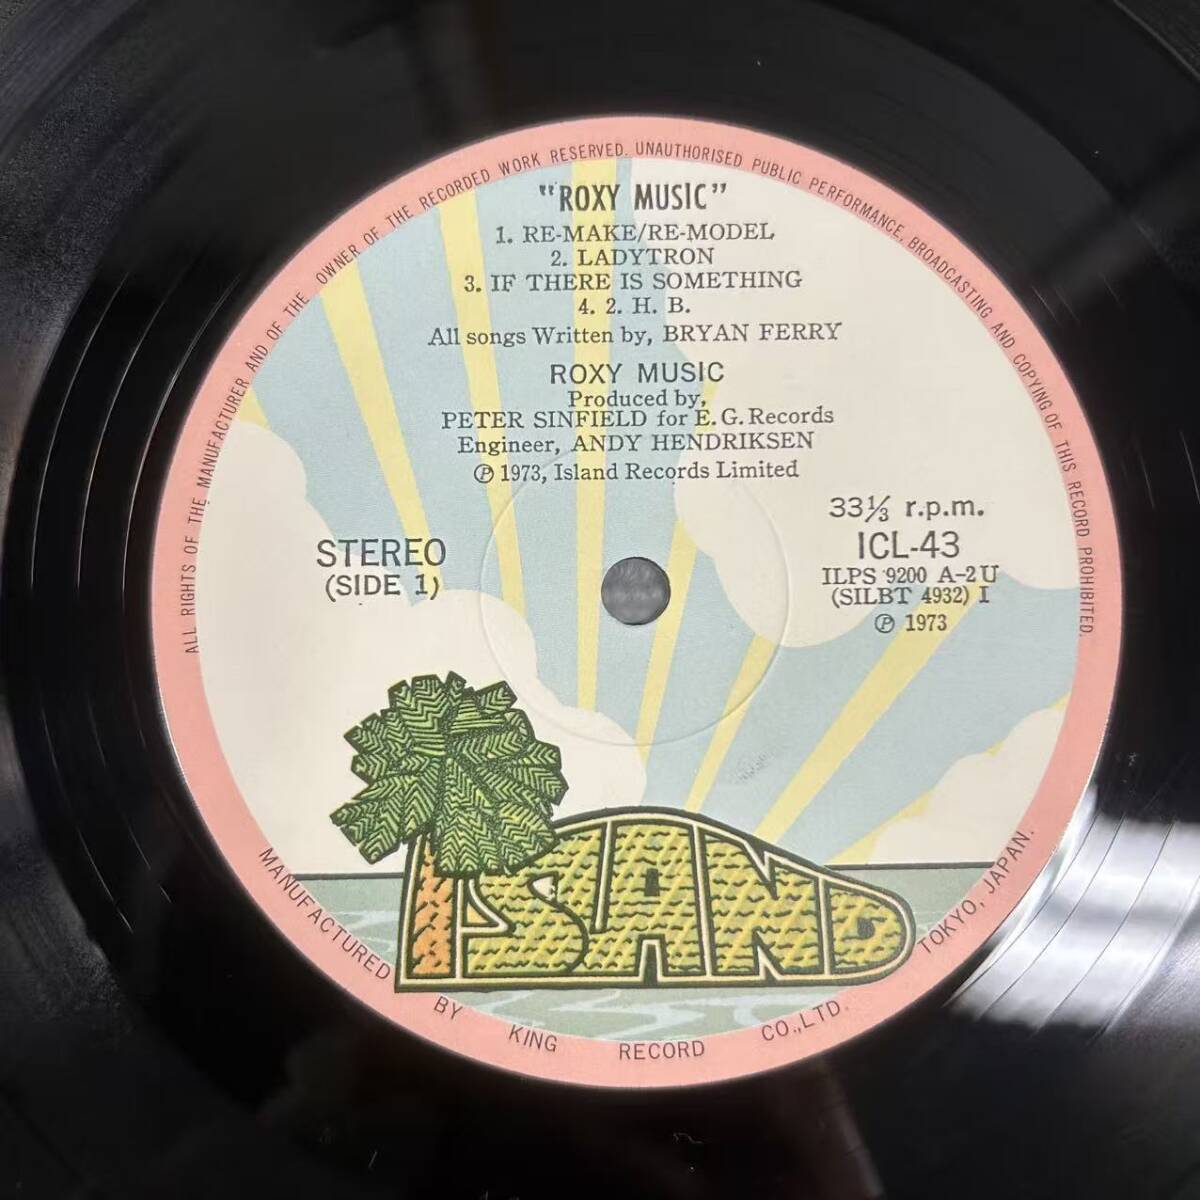 ALL RIGHTS OF THE MANUFACTURER AND OF THE OWNER OF THE RECORDED WORK RESERVED. UNAUTHORISED PUBLIC PERFORMANCE, BROADCASTING AND COPYING OF THIS RECORD PROHIBITED.
"ROXY MUSIC"
1. RE-MAKE/RE-MODEL
2. LADYTRON
3. IF THERE IS SOMETHING
4. 2. H. B.
All songs Written by, BRYAN FERRY
ROXY MUSIC
Produced by,
PETER SINFIELD for E. G. Records
Engineer, ANDY HENDRIKSEN
Ⓟ 1973, Island Records Limited
STEREO
(SIDE 1)
33⅓ r.p.m.
ICL-43
ILPS 9200 A-2U
(SILBT 4932) I
Ⓟ 1973
ISLAND
MANUFACTURED BY KING RECORD CO.,LTD. TOKYO, JAPAN.